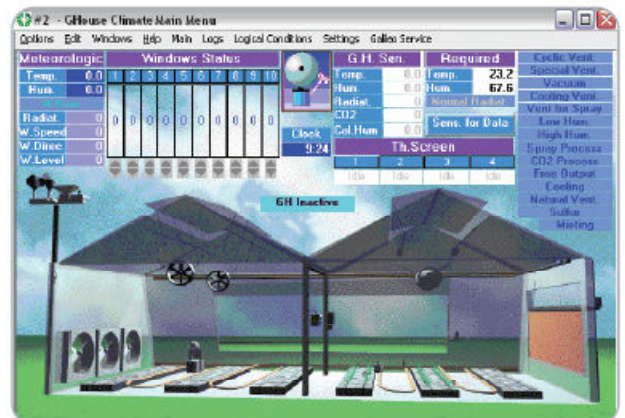 #2 - GHouse Climate Main Menu
Options Edit Windows Help Main Logs Logical Conditions Settings Galileo Service
Meteorologic
Temp. 0.0
Hum. 0.0
Radiat. 0
W.Speed 0
W.Direc. 0
W.Level 0
Windows Status
1 2 3 4 5 6 7 8 9 10
0 0 0 0 0 0 0 0 0 0
Clock
9:24
G.H. Sen.
Temp. 0.0
Hum. 0.0
Radiat. 0
CO2 0
Cal.Hum 0.0
Required
Temp. 23.2
Hum. 67.6
Normal Radiat
Sens. for Data
Th.Screen
1 2 3 4
Idle Idle Idle Idle
Cyclic Vent.
Special Vent.
Vacuum
Cooling Vent.
Vent for Spray
Low Hum.
High Hum.
Spray Process
CO2 Process
Free Output
Cooling
Natural Vent.
Sulfur
Misting
GH Inactive